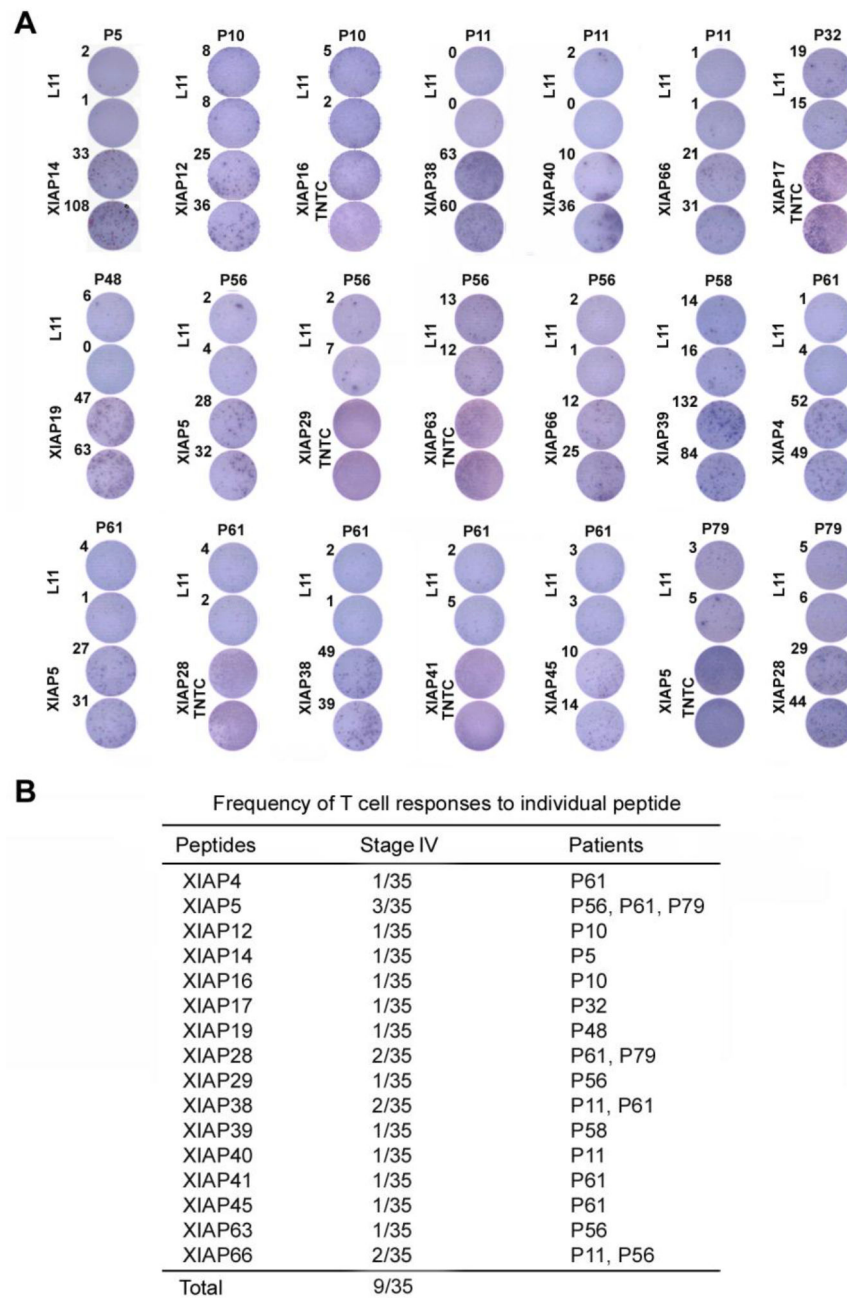 A
P5 P10 P10 P11 P11 P11 P32
2 8 5 0 2 1 19
L11 L11 L11 L11 L11 L11 L11
1 8 2 0 0 1 15
33 25 63 10 21
XIAP14 XIAP12 XIAP16 TNTC XIAP38 XIAP40 XIAP66 XIAP17 TNTC
108 36 60 36 31
P48 P56 P56 P56 P56 P58 P61
6 2 2 13 2 14 1
L11 L11 L11 L11 L11 L11 L11
0 4 7 12 1 16 4
47 28 12 132 52
XIAP19 XIAP5 XIAP29 TNTC XIAP63 TNTC XIAP66 XIAP39 XIAP4
63 32 25 84 49
P61 P61 P61 P61 P61 P79 P79
4 4 2 2 3 3 5
L11 L11 L11 L11 L11 L11 L11
1 2 1 5 3 5 6
27 49 10 29
XIAP5 XIAP28 TNTC XIAP38 XIAP41 TNTC XIAP45 XIAP5 TNTC XIAP28
31 39 14 44
B
Frequency of T cell responses to individual peptide
Peptides Stage IV Patients
XIAP4 1/35 P61
XIAP5 3/35 P56, P61, P79
XIAP12 1/35 P10
XIAP14 1/35 P5
XIAP16 1/35 P10
XIAP17 1/35 P32
XIAP19 1/35 P48
XIAP28 2/35 P61, P79
XIAP29 1/35 P56
XIAP38 2/35 P11, P61
XIAP39 1/35 P58
XIAP40 1/35 P11
XIAP41 1/35 P61
XIAP45 1/35 P61
XIAP63 1/35 P56
XIAP66 2/35 P11, P56
Total 9/35